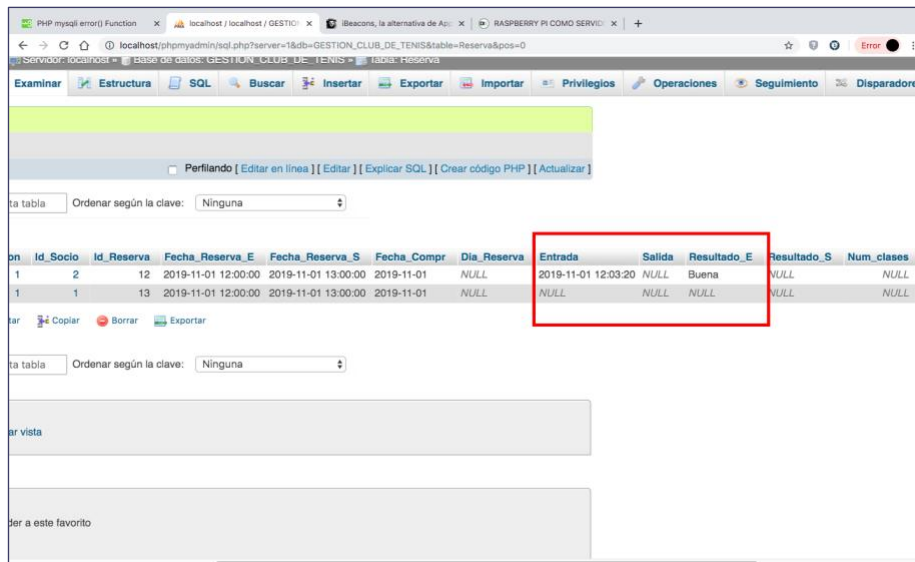 PHP mysqli error() Function
localhost / localhost / GESTION
iBeacons, la alternativa de App
RASPBERRY PI COMO SERVIDO
localhost/phpmyadmin/sql.php?server=1&db=GESTION_CLUB_DE_TENIS&table=Reserva&pos=0
Error
Servidor: localhost » Base de datos: GESTION_CLUB_DE_TENIS » Tabla: Reserva
Examinar Estructura SQL Buscar Insertar Exportar Importar Privilegios Operaciones Seguimiento Disparadore
Perfilando [ Editar en línea ] [ Editar ] [ Explicar SQL ] [ Crear código PHP ] [ Actualizar ]
ta tabla Ordenar según la clave: Ninguna
on Id_Socio Id_Reserva Fecha_Reserva_E Fecha_Reserva_S Fecha_Compr Dia_Reserva Entrada Salida Resultado_E Resultado_S Num_clases
1 2 12 2019-11-01 12:00:00 2019-11-01 13:00:00 2019-11-01 NULL 2019-11-01 12:03:20 NULL Buena NULL NULL
1 1 13 2019-11-01 12:00:00 2019-11-01 13:00:00 2019-11-01 NULL NULL NULL NULL NULL NULL
tar Copiar Borrar Exportar
ta tabla Ordenar según la clave: Ninguna
ar vista
der a este favorito